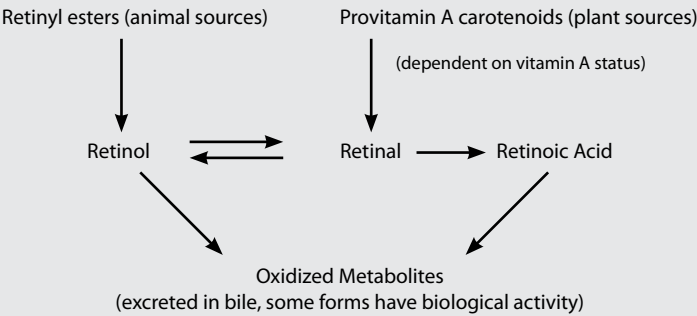 Retinyl esters (animal sources)
Provitamin A carotenoids (plant sources)
(dependent on vitamin A status)
Retinol
Retinal
Retinoic Acid
Oxidized Metabolites
(excreted in bile, some forms have biological activity)